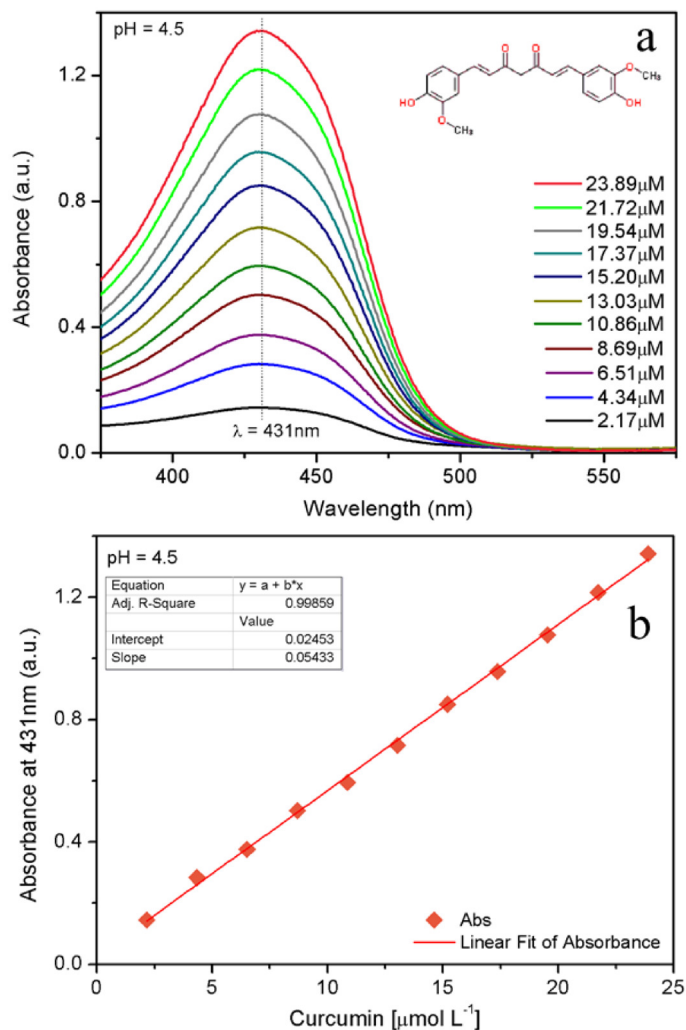 pH = 4.5
a
O
O
O
CH₃
HO
O
CH₃
OH
1.2
0.8
0.4
0.0
Absorbance (a.u.)
23.89µM
21.72µM
19.54µM
17.37µM
15.20µM
13.03µM
10.86µM
8.69µM
6.51µM
4.34µM
2.17µM
λ = 431nm
400
450
500
550
Wavelength (nm)
pH = 4.5
b
Equation y = a + b*x
Adj. R-Square 0.99859
Value
Intercept 0.02453
Slope 0.05433
1.2
0.8
0.4
0.0
Absorbance at 431nm (a.u.)
Abs
Linear Fit of Absorbance
0
5
10
15
20
25
Curcumin [µmol L⁻¹]